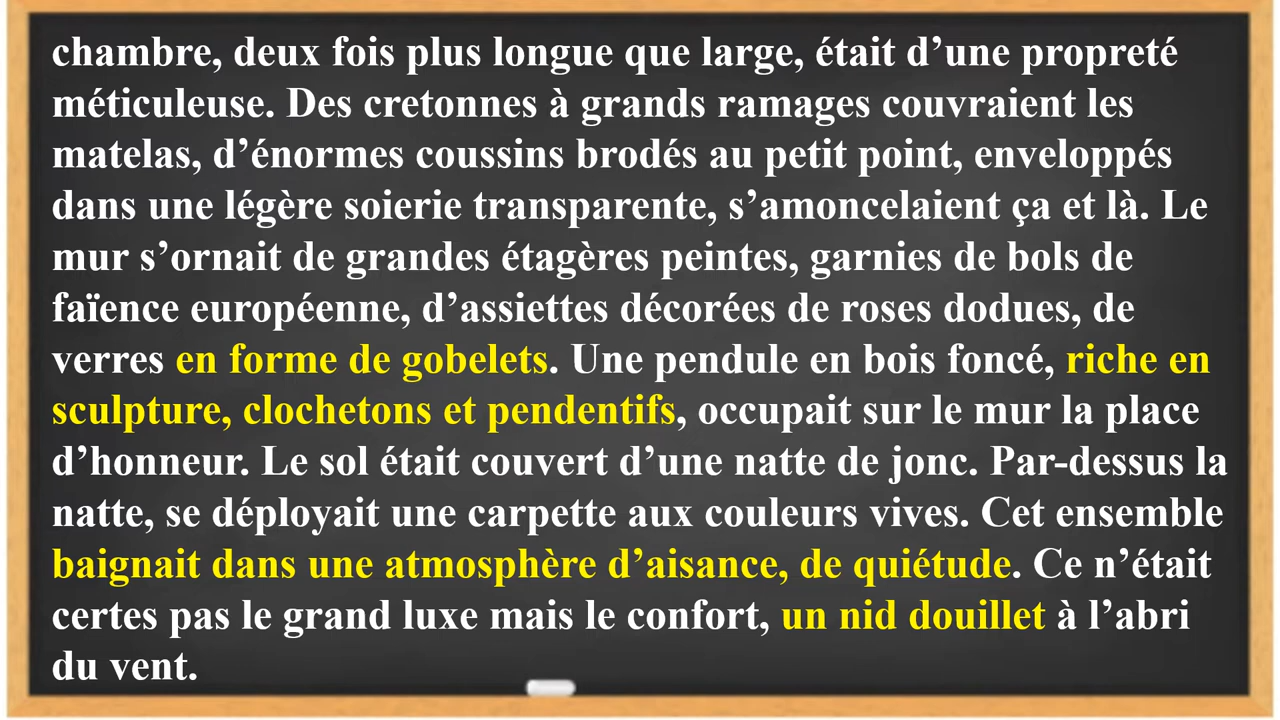 chambre, deux fois plus longue que large, était d’une propreté
méticuleuse. Des cretonnes à grands ramages couvraient les
matelas, d’énormes coussins brodés au petit point, enveloppés
dans une légère soierie transparente, s’amoncelaient ça et là. Le
mur s’ornait de grandes étagères peintes, garnies de bols de
faïence européenne, d’assiettes décorées de roses dodues, de
verres en forme de gobelets. Une pendule en bois foncé, riche en
sculpture, clochetons et pendentifs, occupait sur le mur la place
d’honneur. Le sol était couvert d’une natte de jonc. Par-dessus la
natte, se déployait une carpette aux couleurs vives. Cet ensemble
baignait dans une atmosphère d’aisance, de quiétude. Ce n’était
certes pas le grand luxe mais le confort, un nid douillet à l’abri
du vent.